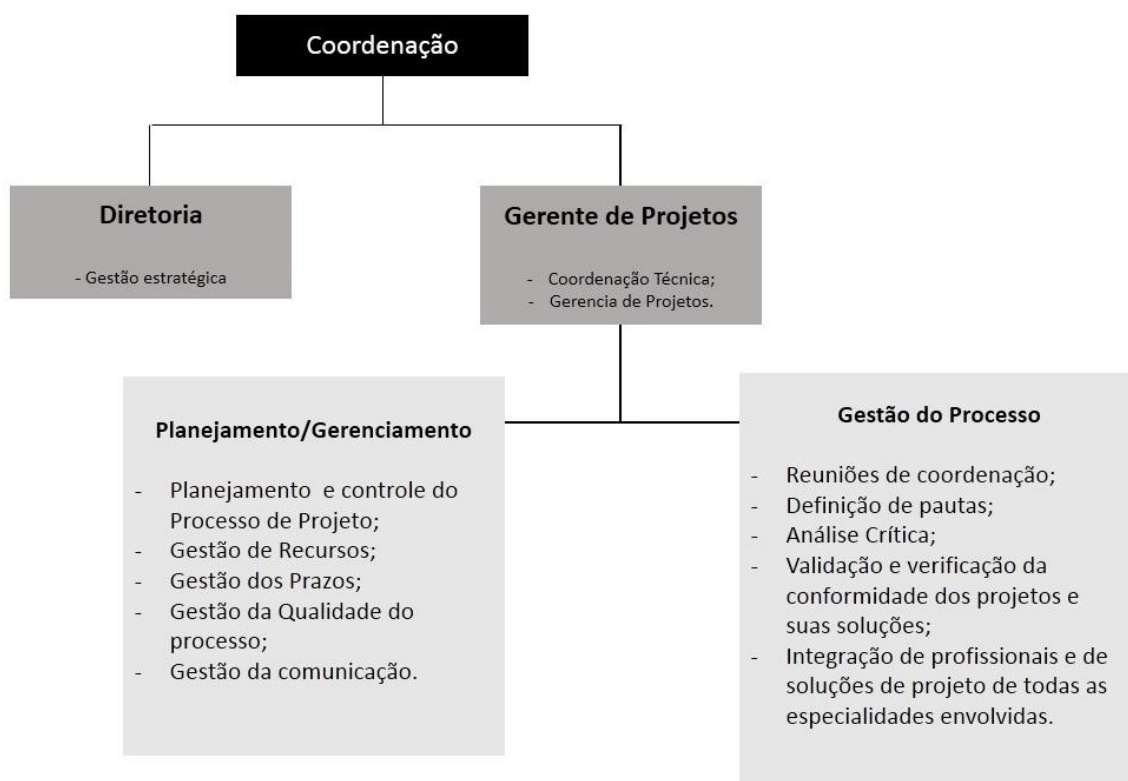 Coordenação
Diretoria
- Gestão estratégica
Gerente de Projetos
- Coordenação Técnica;
- Gerencia de Projetos.
Planejamento/Gerenciamento
- Planejamento e controle do
Processo de Projeto;
- Gestão de Recursos;
- Gestão dos Prazos;
- Gestão da Qualidade do
processo;
- Gestão da comunicação.
Gestão do Processo
- Reuniões de coordenação;
- Definição de pautas;
- Análise Crítica;
- Validação e verificação da
conformidade dos projetos e
suas soluções;
- Integração de profissionais e de
soluções de projeto de todas as
especialidades envolvidas.